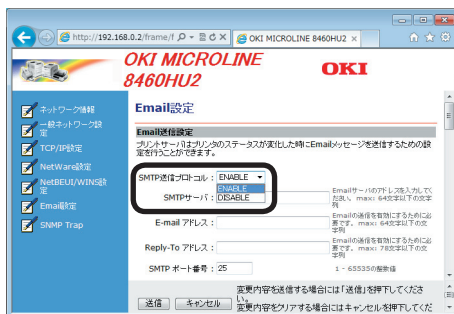 http://192.168.0.2/frame/f
OKI MICROLINE 8460HU2
OKI MICROLINE
8460HU2
OKI
ネットワーク情報
一般ネットワーク設
定
TCP/IP設定
NetWare設定
NetBEUI/WINS設
定
Email設定
SNMP Trap
Email設定
Email送信設定
プリントサーバはプリンタのステータスが変化した時にEmailメッセージを送信するための設
定を行うことができます。
SMTP送信プロトコル : ENABLE
ENABLE
DISABLE
SMTPサーバ :
Emailサーバのアドレスを入力してく
ださい。 max: 64文字以下の文
字列
E-mail アドレス :
Emailの送信を有効にするために必
要です。 max: 64文字以下の文
字列
Reply-To アドレス :
Emailの送信を有効にするために必
要です。 max: 78文字以下の文
字列
SMTP ポート番号 : 25
1 - 65535の整数値
送信
キャンセル
変更内容を送信する場合には「送信」を押下してくださ
い。
変更内容をクリアする場合にはキャンセルを押下してくだ